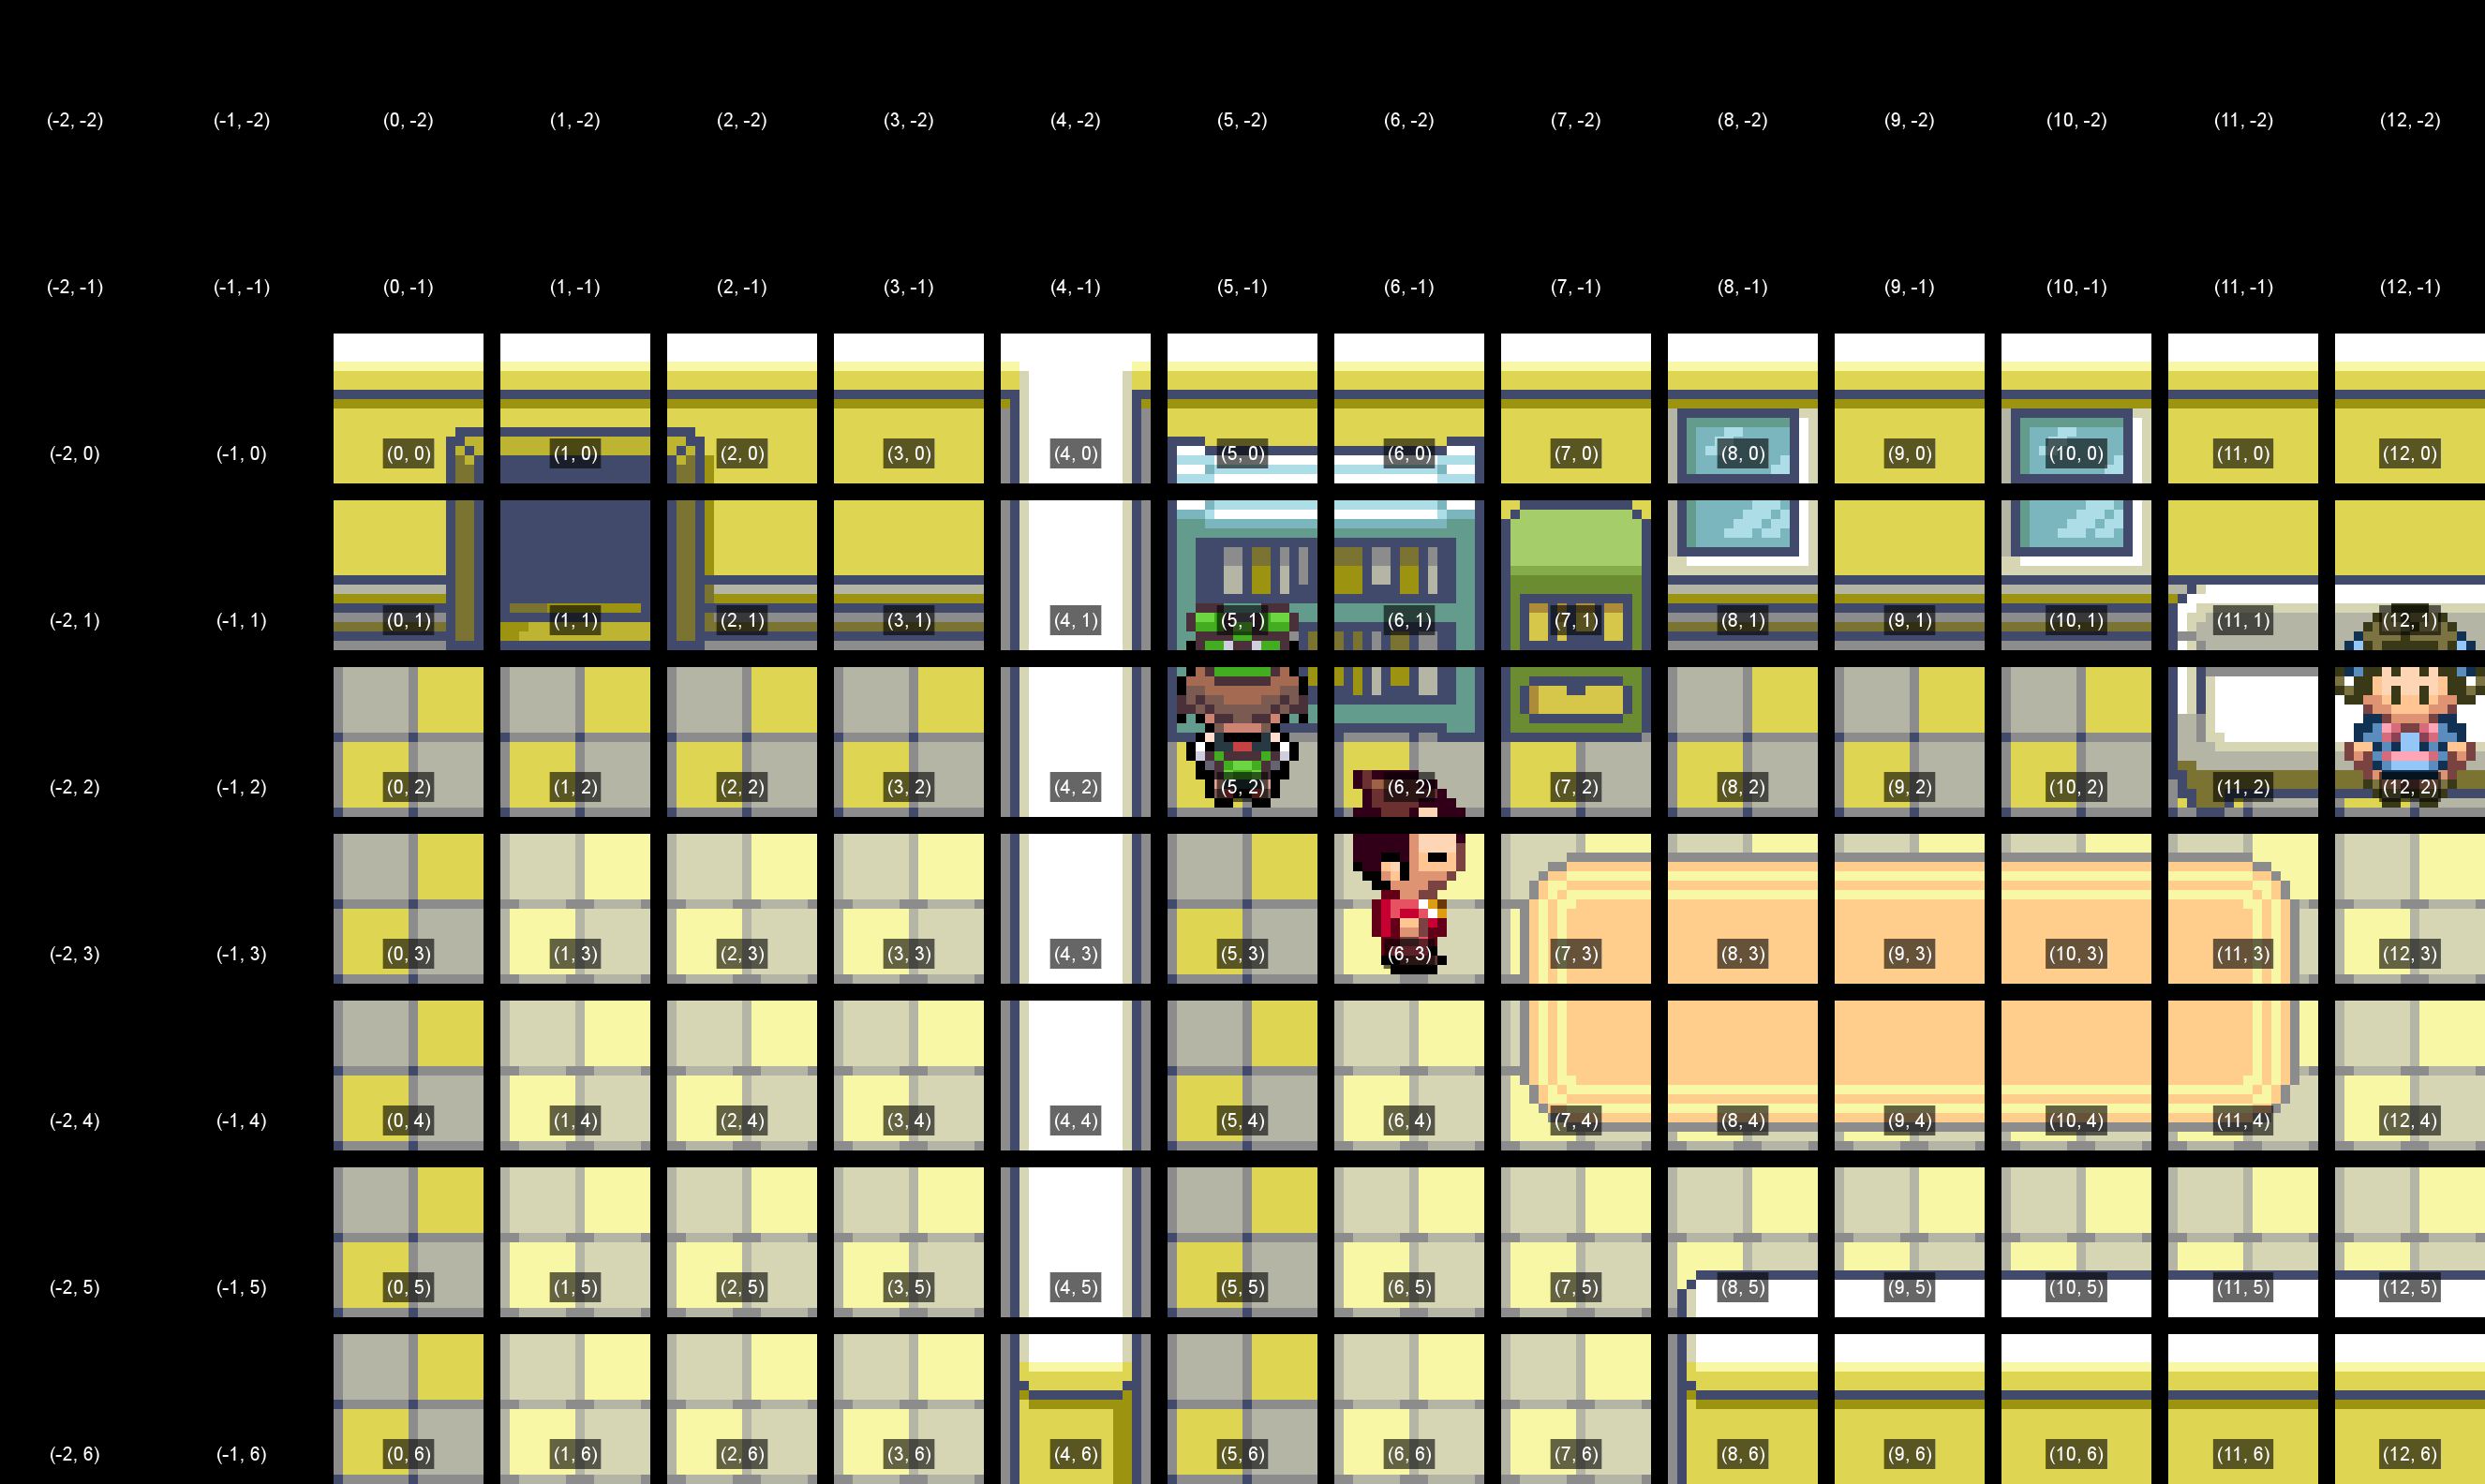 (-2, -2) (-1, -2) (0, -2) (1, -2) (2, -2) (3, -2) (4, -2) (5, -2) (6, -2) (7, -2) (8, -2) (9, -2) (10, -2) (11, -2) (12, -2)
(-2, -1) (-1, -1) (0, -1) (1, -1) (2, -1) (3, -1) (4, -1) (5, -1) (6, -1) (7, -1) (8, -1) (9, -1) (10, -1) (11, -1) (12, -1)
(-2, 0) (-1, 0) (0, 0) (1, 0) (2, 0) (3, 0) (4, 0) (5, 0) (6, 0) (7, 0) (8, 0) (9, 0) (10, 0) (11, 0) (12, 0)
(-2, 1) (-1, 1) (0, 1) (1, 1) (2, 1) (3, 1) (4, 1) (5, 1) (6, 1) (7, 1) (8, 1) (9, 1) (10, 1) (11, 1) (12, 1)
(-2, 2) (-1, 2) (0, 2) (1, 2) (2, 2) (3, 2) (4, 2) (5, 2) (6, 2) (7, 2) (8, 2) (9, 2) (10, 2) (11, 2) (12, 2)
(-2, 3) (-1, 3) (0, 3) (1, 3) (2, 3) (3, 3) (4, 3) (5, 3) (6, 3) (7, 3) (8, 3) (9, 3) (10, 3) (11, 3) (12, 3)
(-2, 4) (-1, 4) (0, 4) (1, 4) (2, 4) (3, 4) (4, 4) (5, 4) (6, 4) (7, 4) (8, 4) (9, 4) (10, 4) (11, 4) (12, 4)
(-2, 5) (-1, 5) (0, 5) (1, 5) (2, 5) (3, 5) (4, 5) (5, 5) (6, 5) (7, 5) (8, 5) (9, 5) (10, 5) (11, 5) (12, 5)
(-2, 6) (-1, 6) (0, 6) (1, 6) (2, 6) (3, 6) (4, 6) (5, 6) (6, 6) (7, 6) (8, 6) (9, 6) (10, 6) (11, 6) (12, 6)